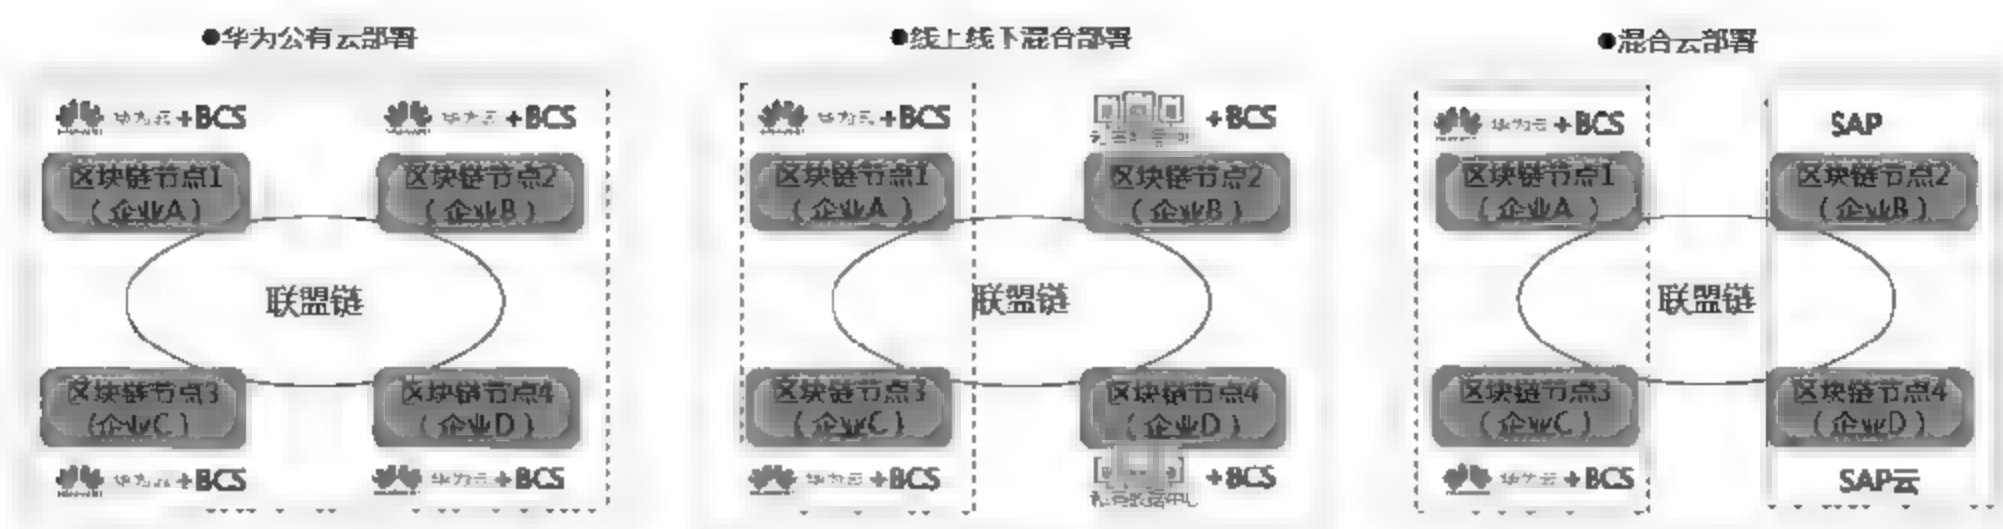 ●华为公有云部署
华为云+BCS
华为云+BCS
区块链节点1
（企业A）
区块链节点2
（企业B）
联盟链
区块链节点3
（企业C）
区块链节点4
（企业D）
华为云+BCS
华为云+BCS
●线上线下混合部署
华为云+BCS
+BCS
区块链节点1
（企业A）
区块链节点2
（企业B）
联盟链
区块链节点3
（企业C）
区块链节点4
（企业D）
华为云+BCS
+BCS
●混合云部署
华为云+BCS
SAP
区块链节点1
（企业A）
区块链节点2
（企业B）
联盟链
区块链节点3
（企业C）
区块链节点4
（企业D）
华为云+BCS
SAP云